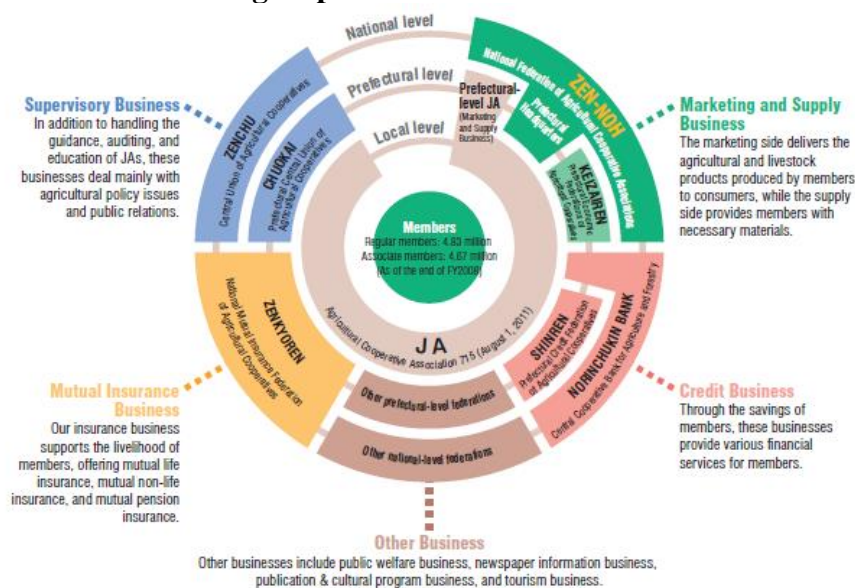 National level
Prefectural level
Local level
ZENCHU
Central Union of Agricultural Cooperatives
CHUOKAI
Prefectural Central Union of
Agricultural Cooperatives
Prefectural-
level JA
(Marketing
and Supply
Business)
ZEN-NOH
National Federation of Agricultural Cooperative Associations
Prefectural
Headquarters
KEIZAIREN
Prefectural Economic
Federations of
Agricultural Cooperatives
Supervisory Business
In addition to handling the
guidance, auditing, and
education of JAs, these
businesses deal mainly with
agricultural policy issues
and public relations.
Marketing and Supply
Business
The marketing side delivers the
agricultural and livestock
products produced by members
to consumers, while the supply
side provides members with
necessary materials.
Members
Regular members: 4.83 million
Associate members: 4.67 million
(As of the end of FY2008)
JA
Agricultural Cooperative Association 715 (August 1, 2011)
ZENKYOREN
National Mutual Insurance Federation
of Agricultural Cooperatives
SHINREN
Prefectural Credit Federation
of Agricultural Cooperatives
NORINCHUKIN BANK
Central Cooperative Bank for Agriculture and Forestry
Other prefectural-level federations
Other national-level federations
Mutual Insurance
Business
Our insurance business
supports the livelihood of
members, offering mutual life
insurance, mutual non-life
insurance, and mutual pension
insurance.
Credit Business
Through the savings of
members, these businesses
provide various financial
services for members.
Other Business
Other businesses include public welfare business, newspaper information business,
publication & cultural program business, and tourism business.